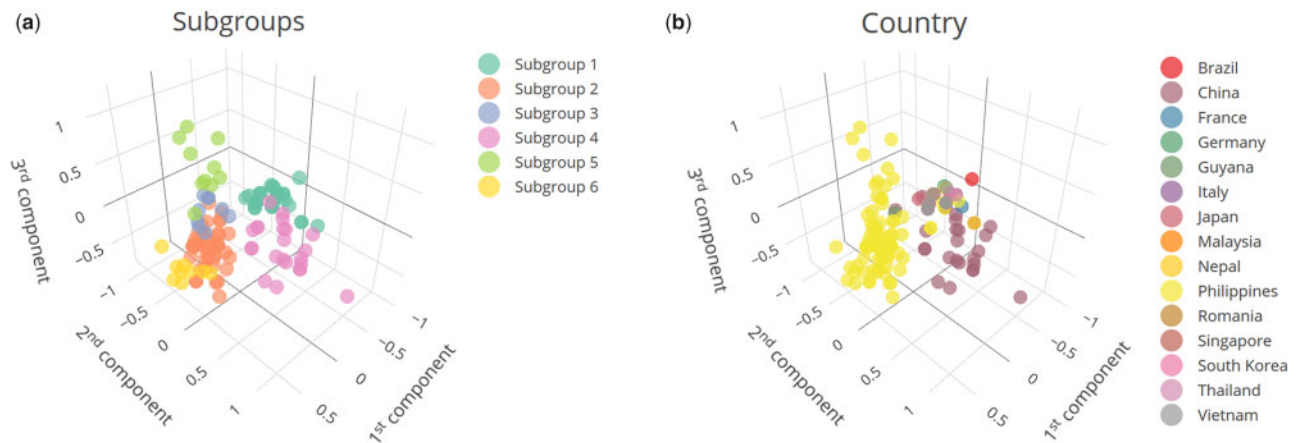 (a) Subgroups
Subgroup 1
Subgroup 2
Subgroup 3
Subgroup 4
Subgroup 5
Subgroup 6
1
0.5
0
−0.5
−1
3rd component
−1
−0.5
0
0.5
1
2nd component
−1
−0.5
0
0.5
1st component
(b) Country
Brazil
China
France
Germany
Guyana
Italy
Japan
Malaysia
Nepal
Philippines
Romania
Singapore
South Korea
Thailand
Vietnam
1
0.5
0
−0.5
−1
3rd component
−0.5
0
0.5
1
2nd component
−1
−0.5
0
0.5
1st component